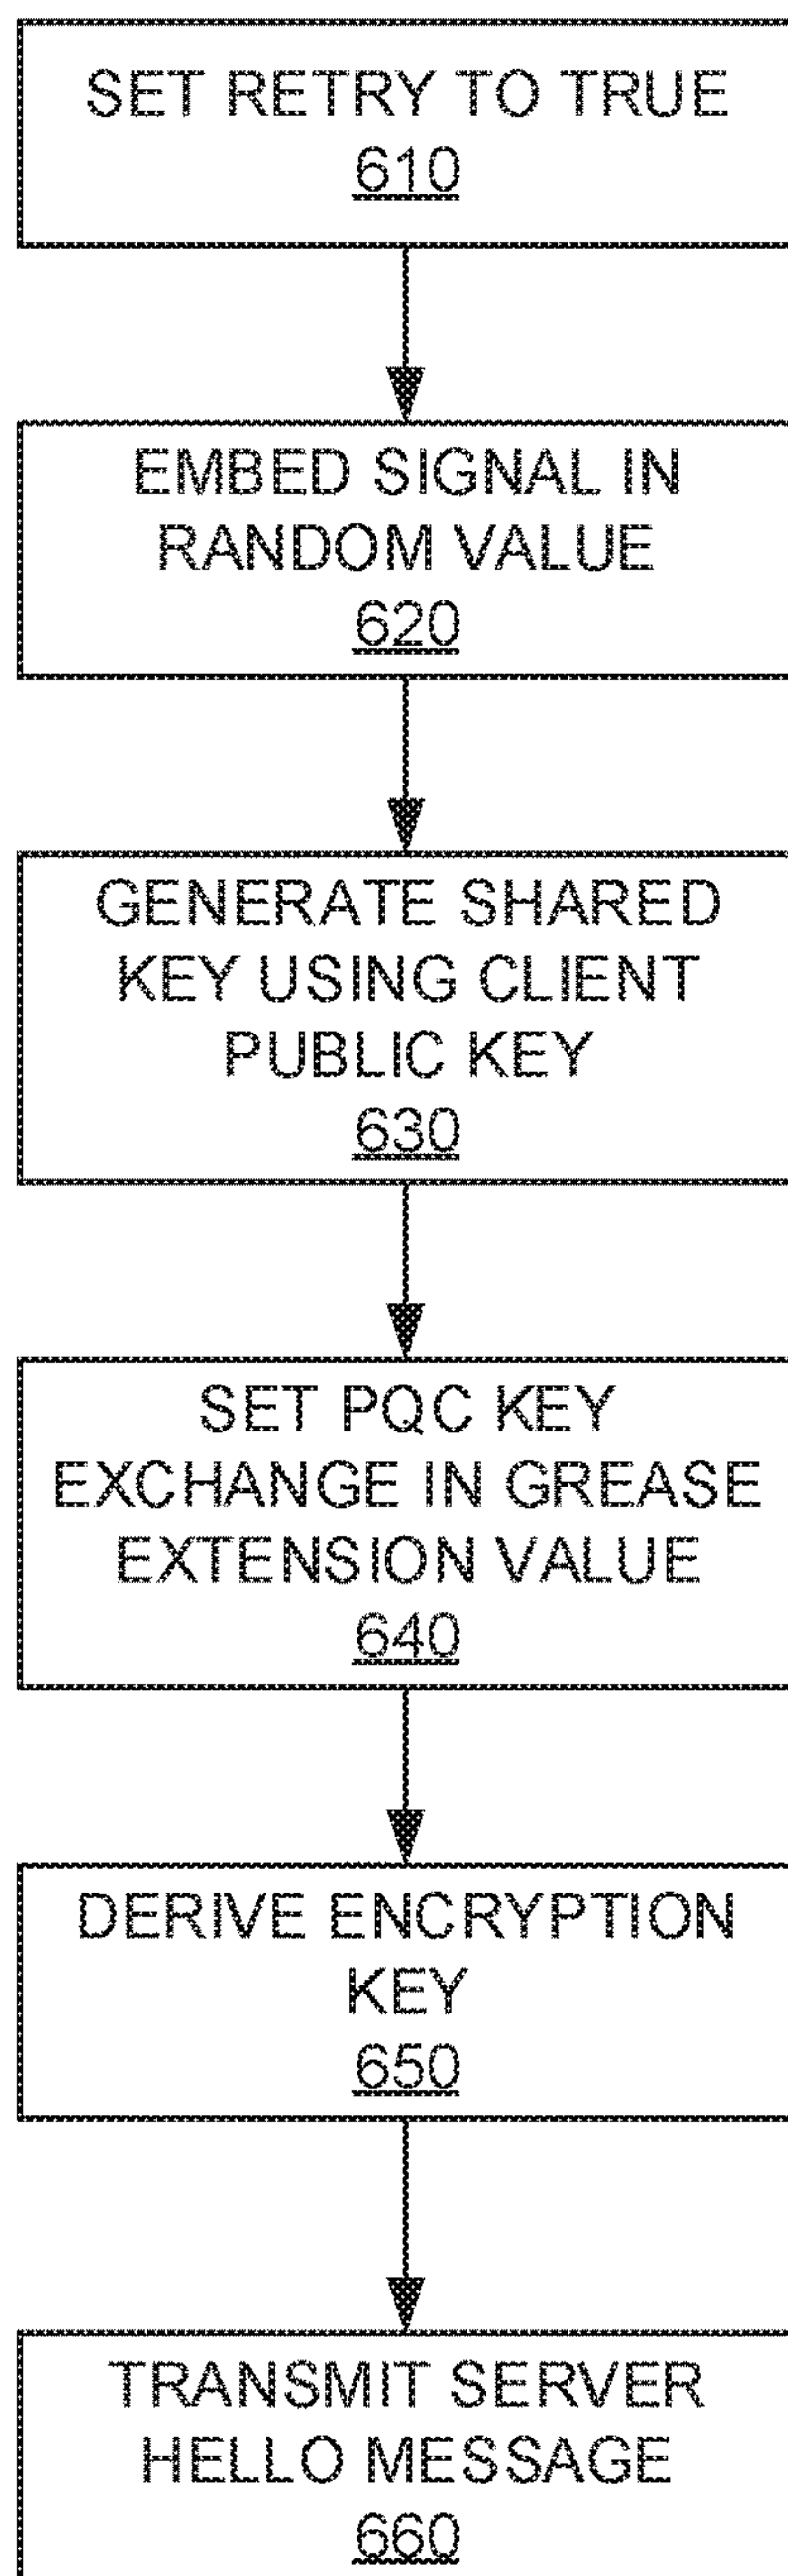 SET RETRY TO TRUE
610
EMBED SIGNAL IN
RANDOM VALUE
620
GENERATE SHARED
KEY USING CLIENT
PUBLIC KEY
630
SET PQC KEY
EXCHANGE IN GREASE
EXTENSION VALUE
640
DERIVE ENCRYPTION
KEY
650
TRANSMIT SERVER
HELLO MESSAGE
660